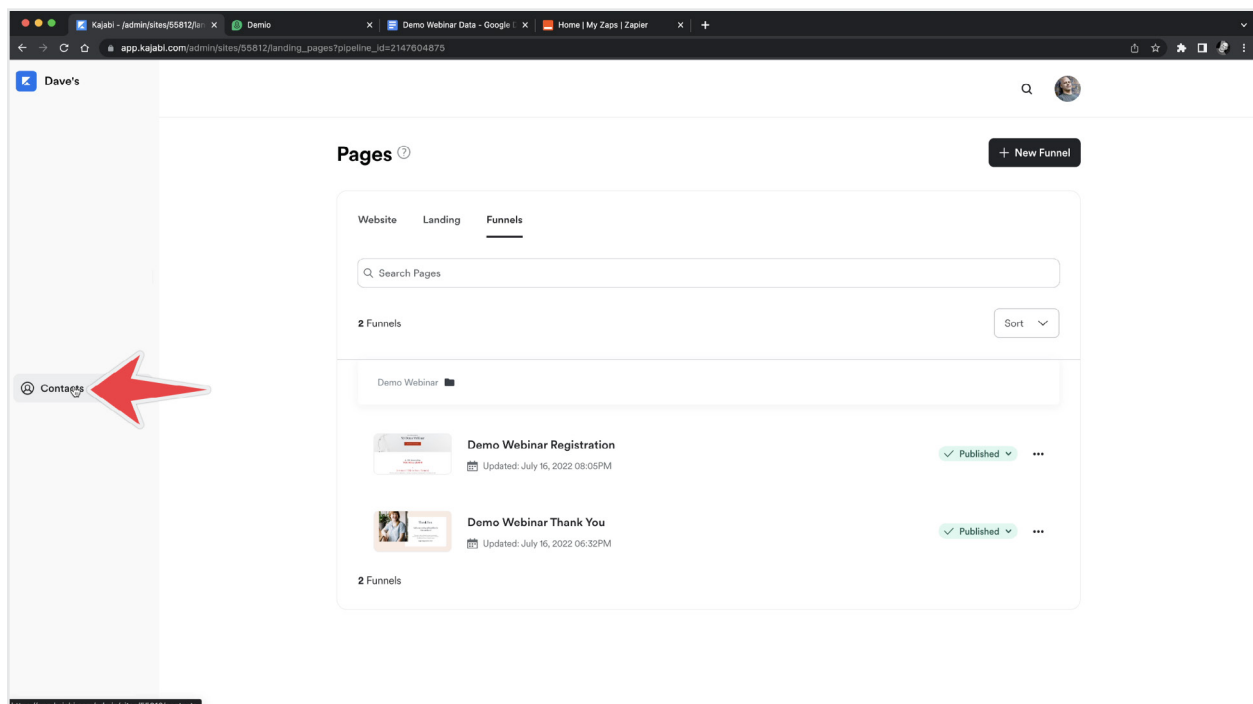 Kajabi - /admin/sites/55812/lan
Demio
Demo Webinar Data - Google D
Home | My Zaps | Zapier
app.kajabi.com/admin/sites/55812/landing_pages?pipeline_id=2147604875
Dave's
Pages
+ New Funnel
Website Landing Funnels
Search Pages
2 Funnels
Sort
Contacts
Demo Webinar
Demo Webinar Registration
Updated: July 16, 2022 08:05PM
Published
Demo Webinar Thank You
Updated: July 16, 2022 06:32PM
Published
2 Funnels